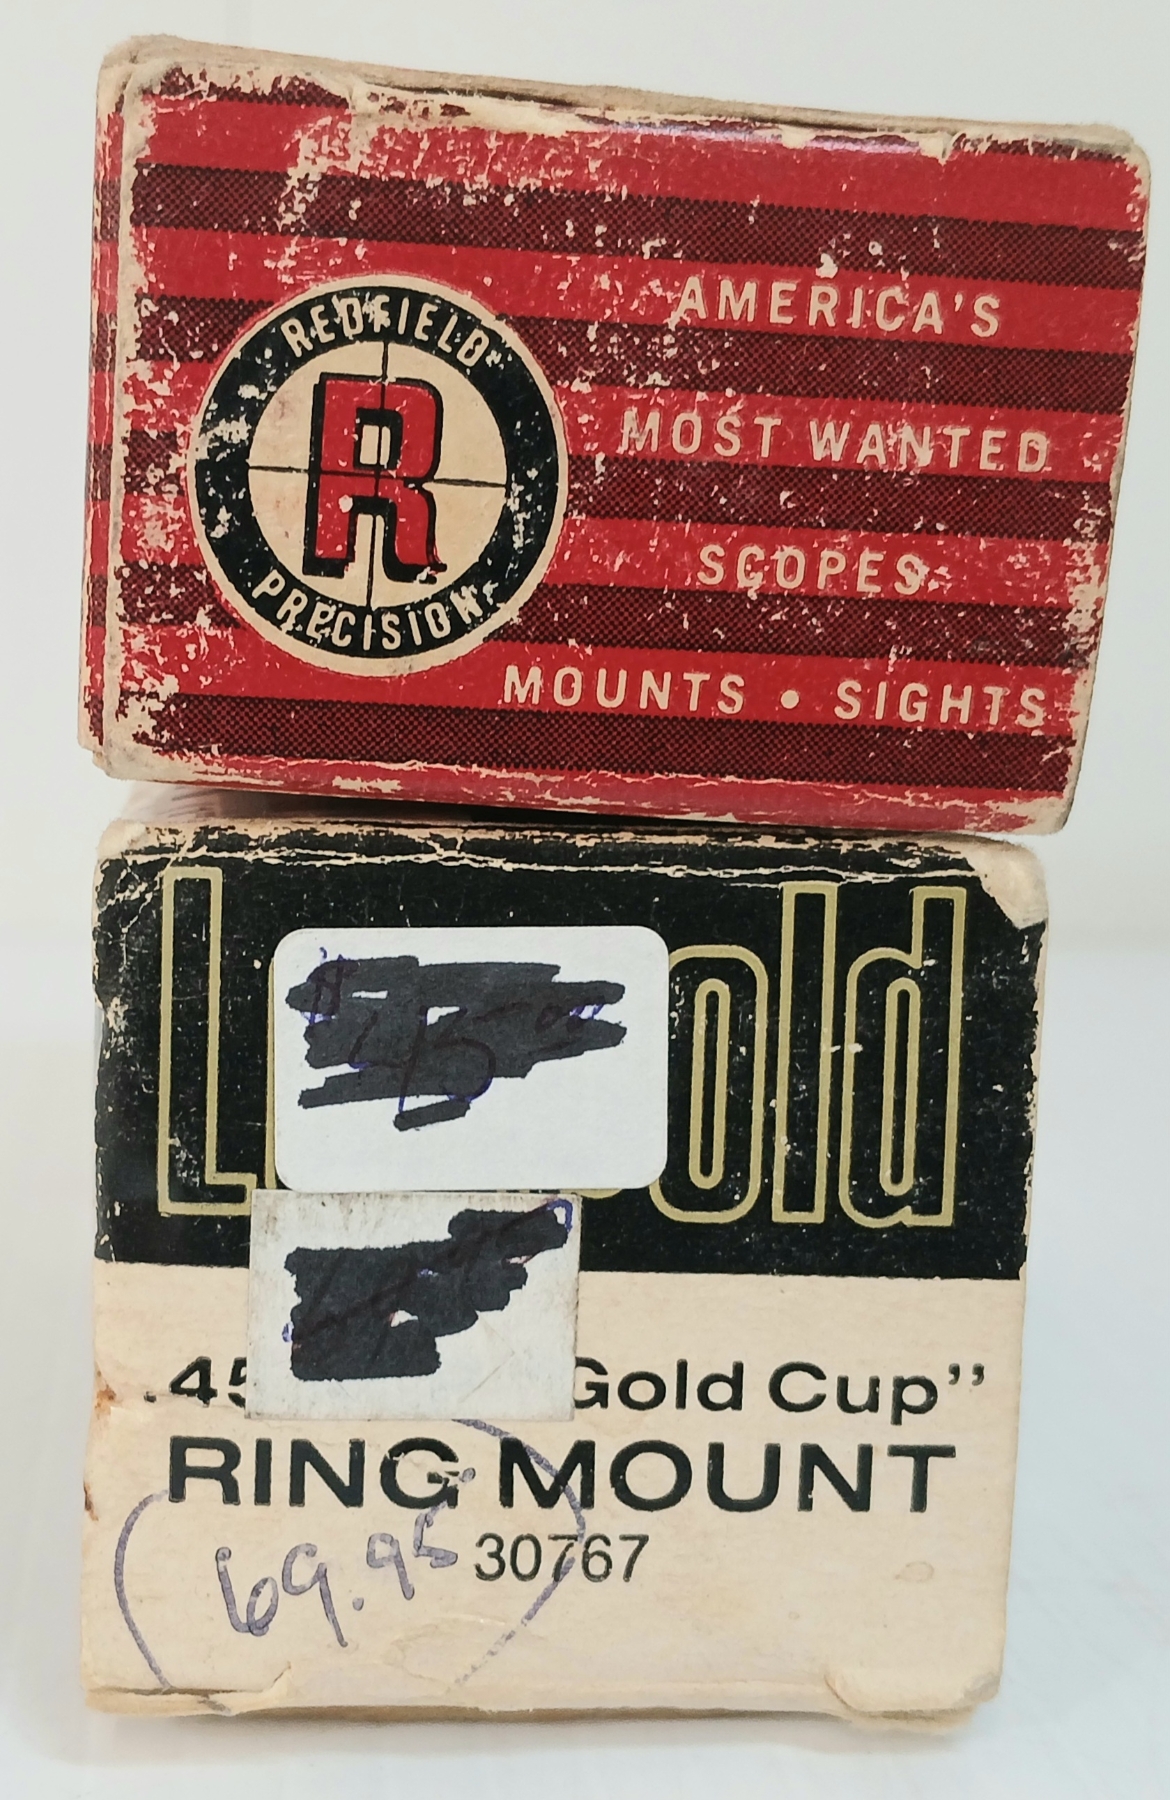 REDFIELD
R
PRECISION
AMERICA'S
MOST WANTED
SCOPES
MOUNTS • SIGHTS
L old
.45 Gold Cup”
RING MOUNT
30767
69.95